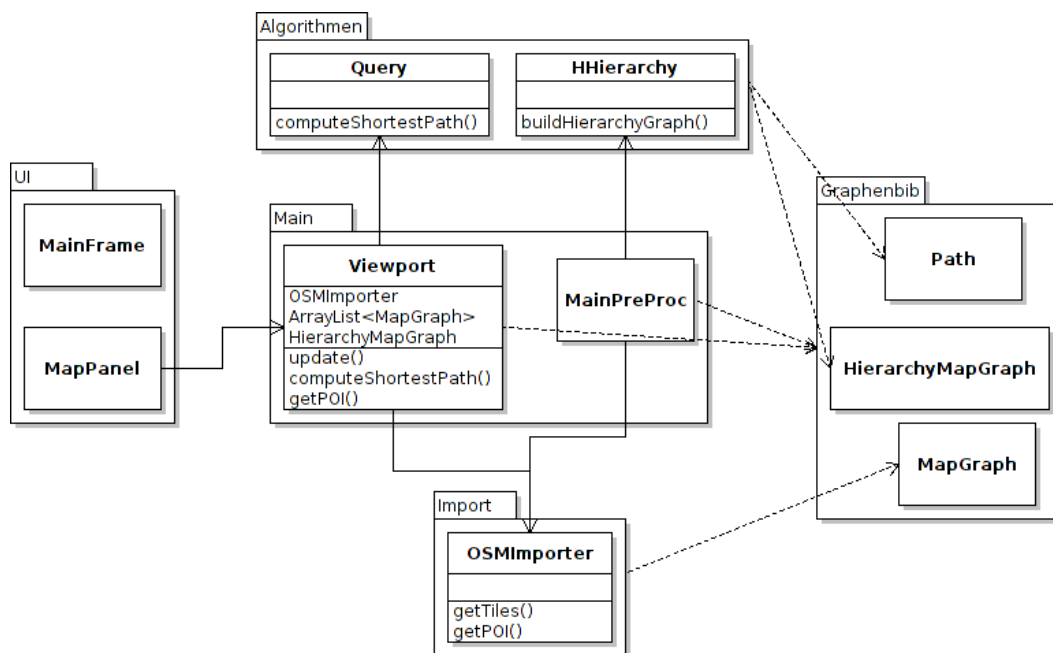 Algorithmen
Query
computeShortestPath()
HHierarchy
buildHierarchyGraph()
UI
MainFrame
MapPanel
Main
Viewport
OSMImporter
ArrayList<MapGraph>
HierarchyMapGraph
update()
computeShortestPath()
getPOI()
MainPreProc
Graphenbib
Path
HierarchyMapGraph
MapGraph
Import
OSMImporter
getTiles()
getPOI()